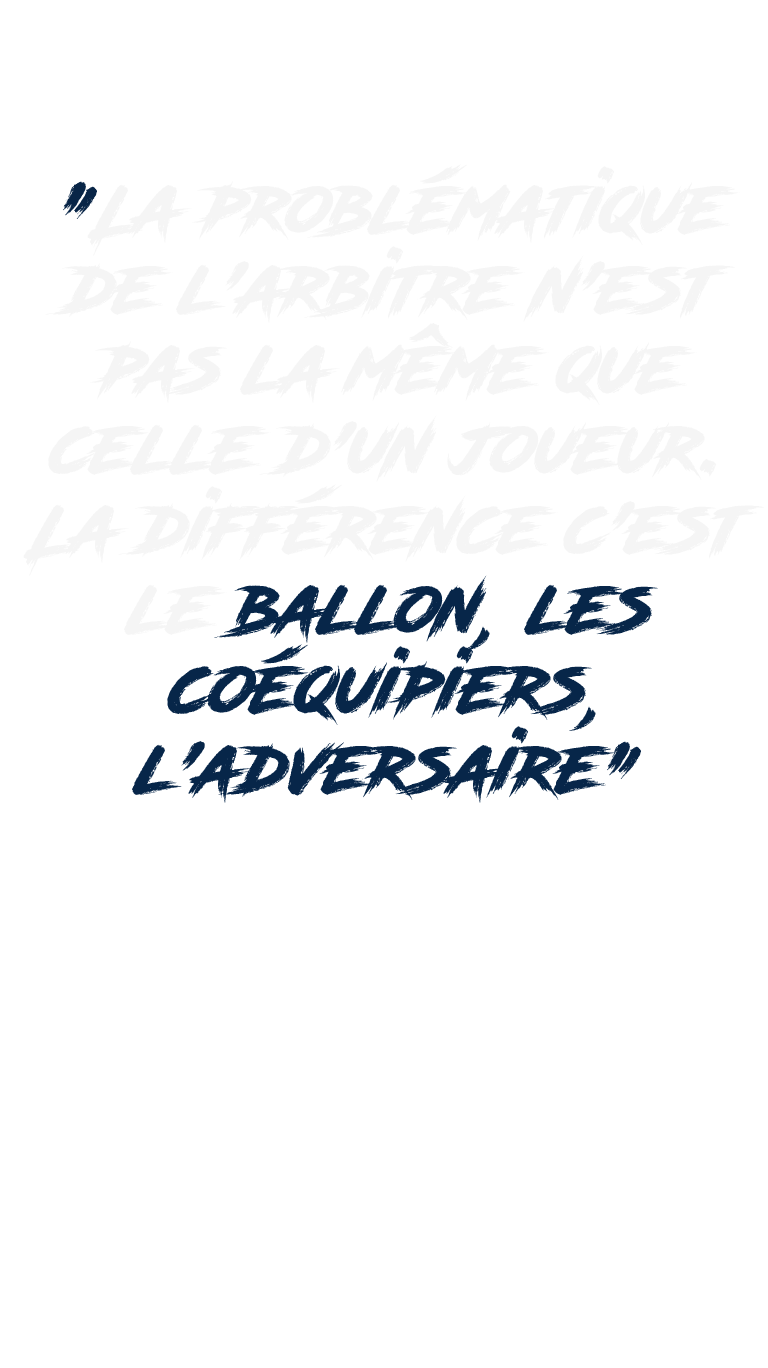 "LA PROBLÉMATIQUE
DE L'ARBITRE N'EST
PAS LA MÊME QUE
CELLE D'UN JOUEUR.
LA DIFFÉRENCE C'EST
LE BALLON, LES
COÉQUIPIERS,
L'ADVERSAIRE"